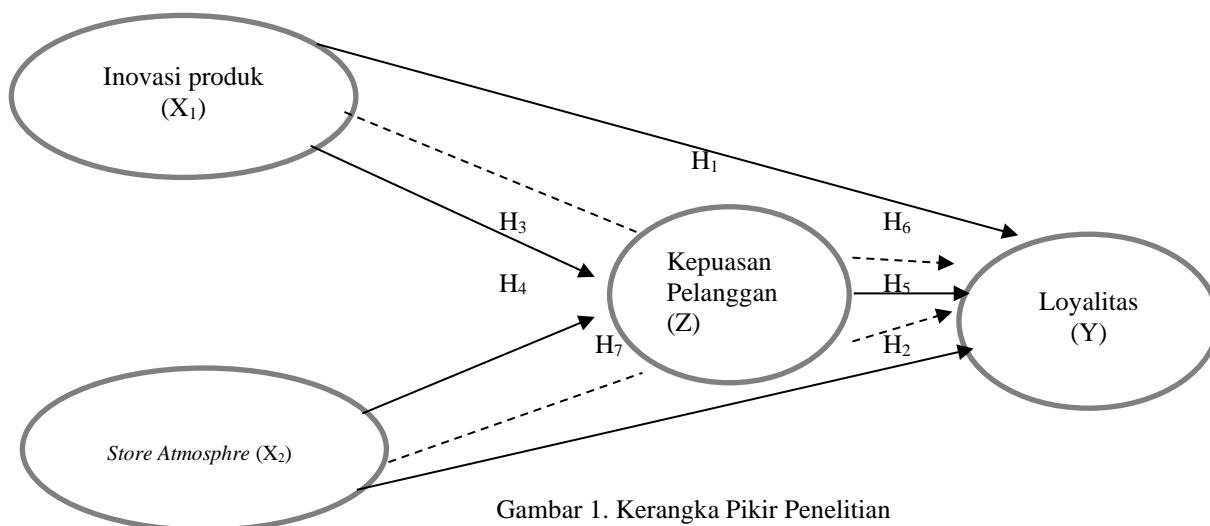 Inovasi produk
(X₁)
H₁
H₃
H₆
Kepuasan
Pelanggan
(Z)
H₄
H₅
Loyalitas
(Y)
H₇
H₂
Store Atmosphre (X₂)
Gambar 1. Kerangka Pikir Penelitian